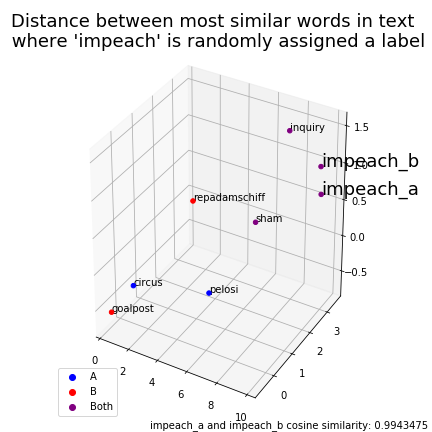 Distance between most similar words in text
where 'impeach' is randomly assigned a label
inquiry
impeach_b
impeach_a
repadamschiff
sham
circus
pelosi
goalpost
1.5
1.0
0.5
0.0
−0.5
0
2
4
6
8
10
0
1
2
3
A
B
Both
impeach_a and impeach_b cosine similarity: 0.9943475